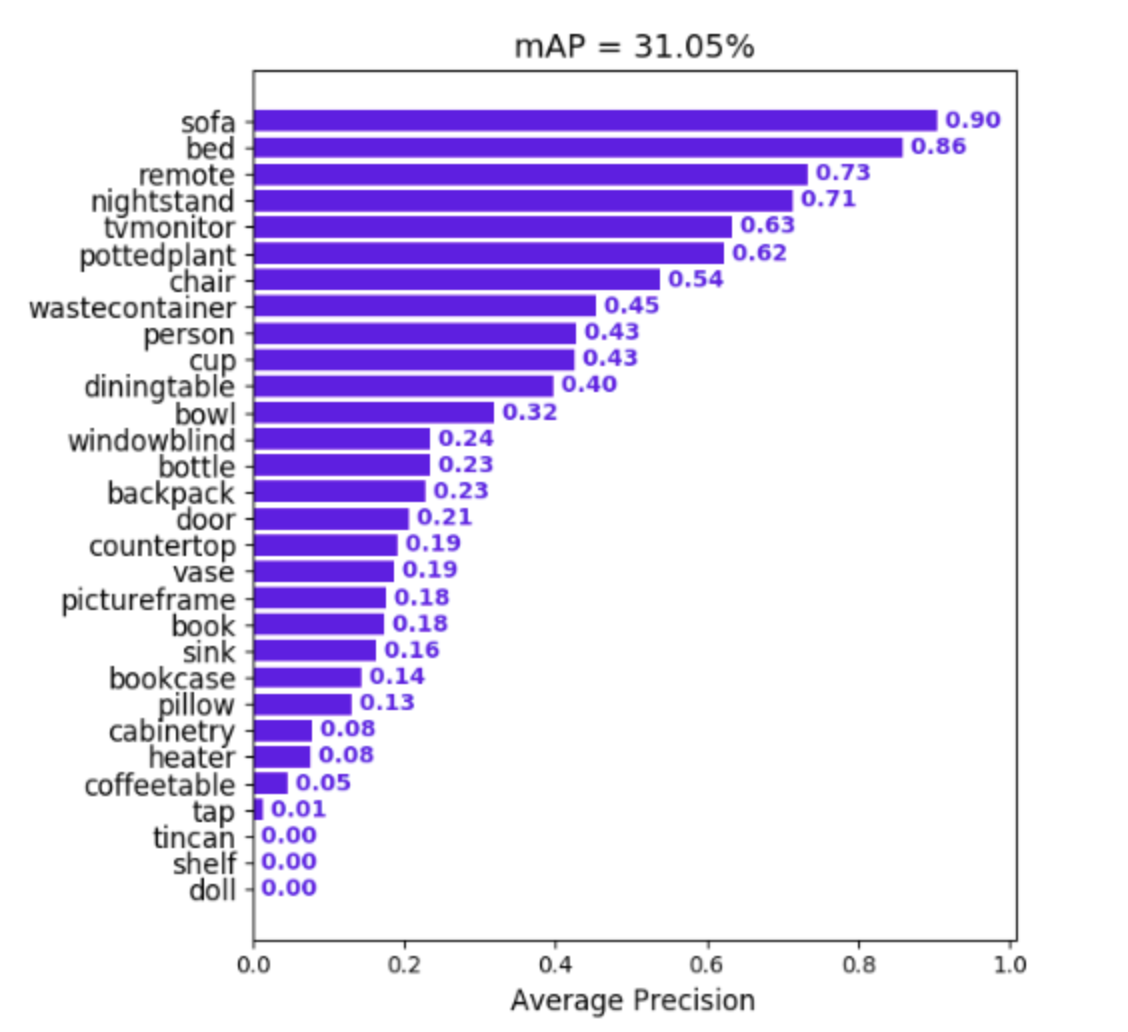 mAP = 31.05%
sofa 0.90
bed 0.86
remote 0.73
nightstand 0.71
tvmonitor 0.63
pottedplant 0.62
chair 0.54
wastecontainer 0.45
person 0.43
cup 0.43
diningtable 0.40
bowl 0.32
windowblind 0.24
bottle 0.23
backpack 0.23
door 0.21
countertop 0.19
vase 0.19
pictureframe 0.18
book 0.18
sink 0.16
bookcase 0.14
pillow 0.13
cabinetry 0.08
heater 0.08
coffeetable 0.05
tap 0.01
tincan 0.00
shelf 0.00
doll 0.00
0.0 0.2 0.4 0.6 0.8 1.0
Average Precision